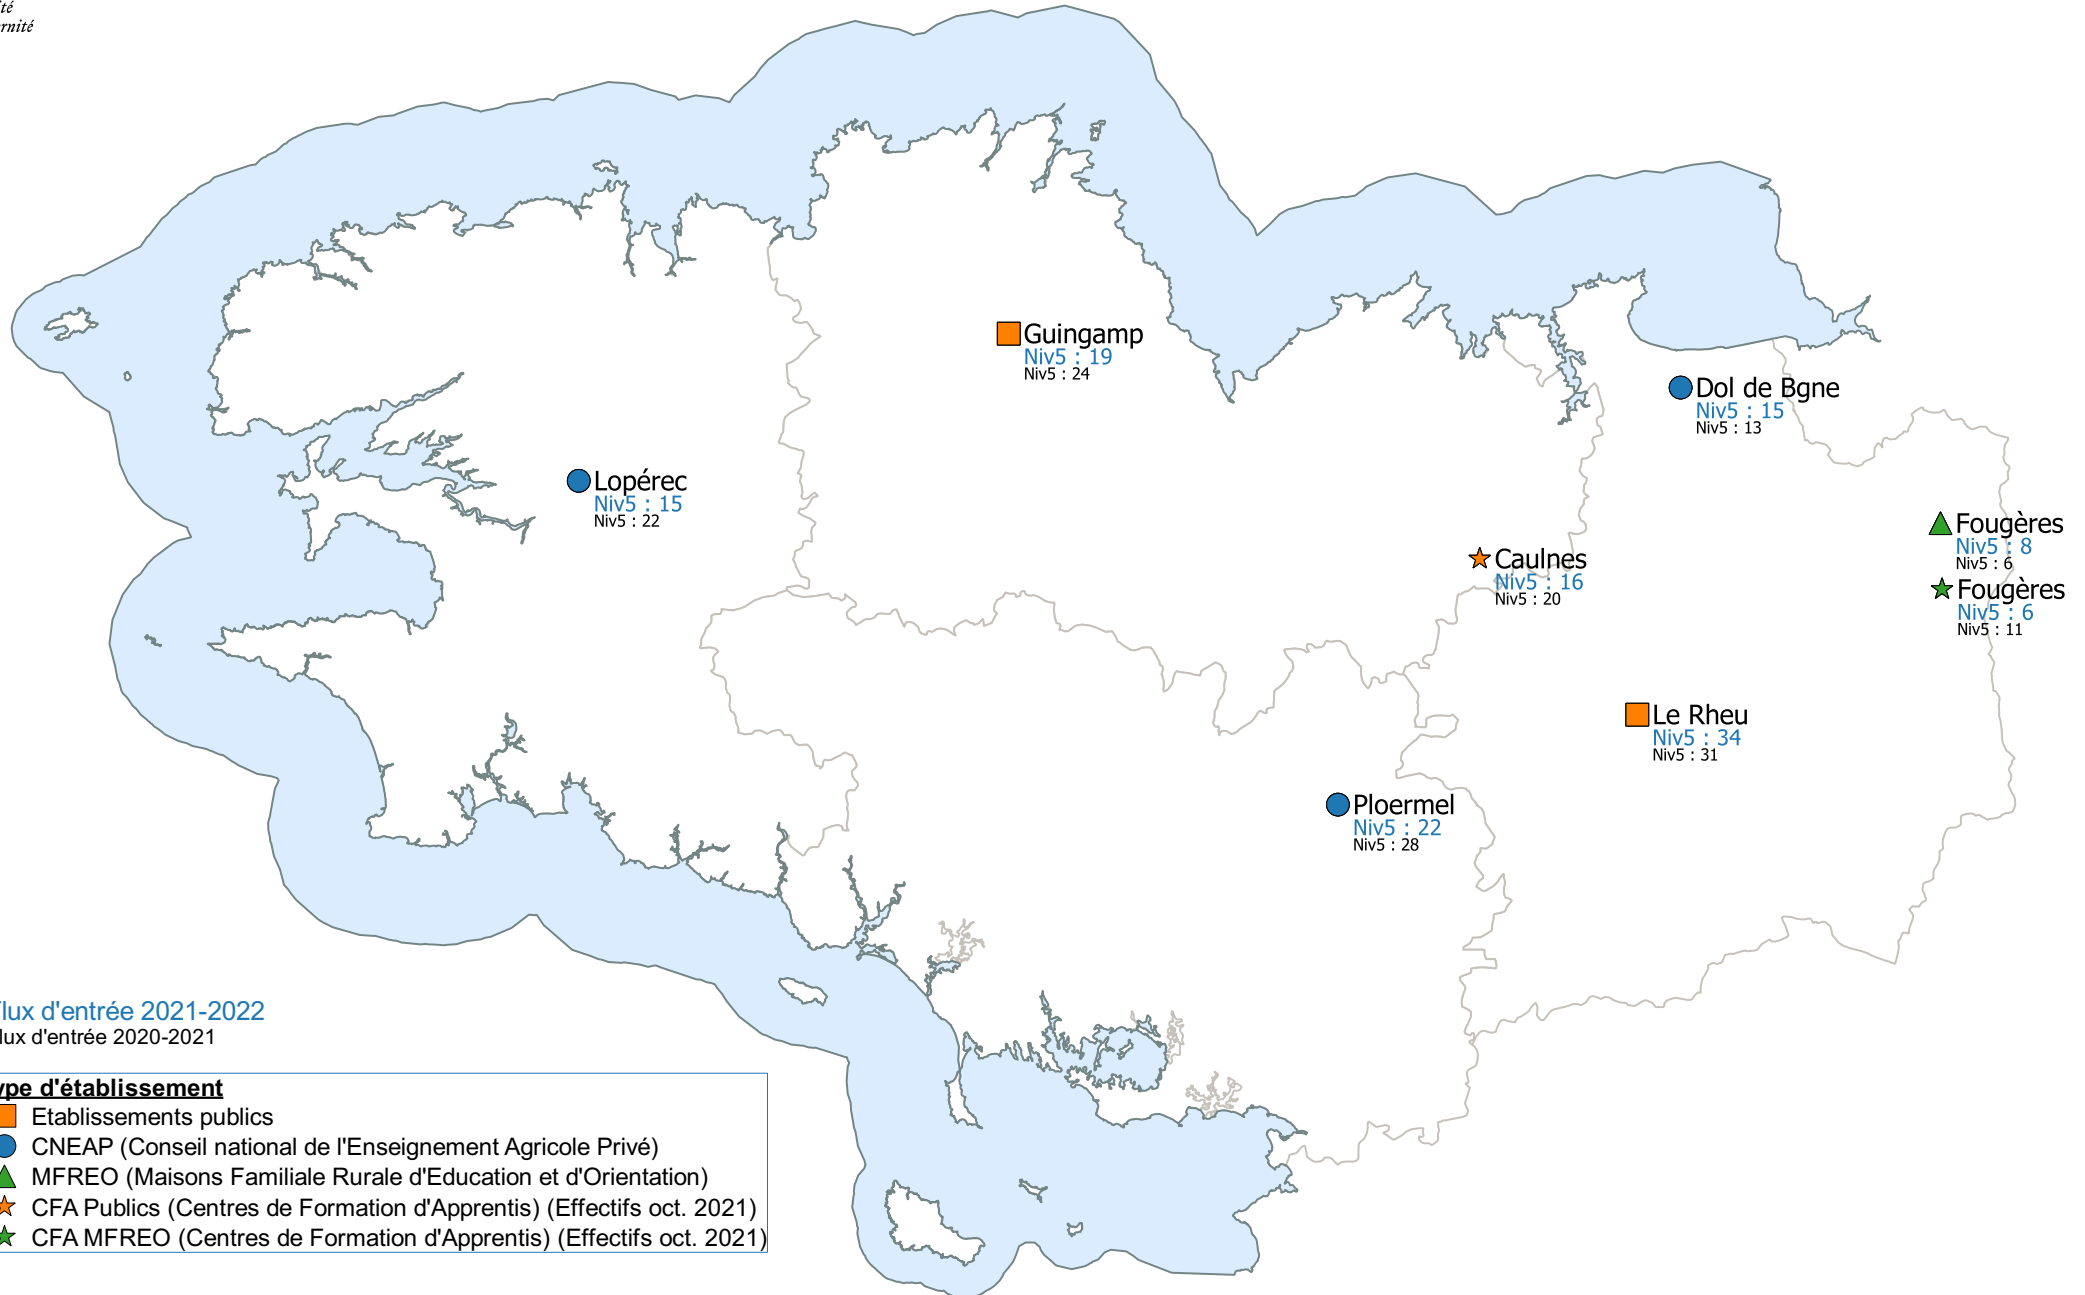 ité
ernité
Guingamp
Niv5 : 19
Niv5 : 24
Dol de Bgne
Niv5 : 15
Niv5 : 13
Lopérec
Niv5 : 15
Niv5 : 22
Fougères
Niv5 : 8
Niv5 : 6
Caulnes
Niv5 : 16
Niv5 : 20
Fougères
Niv5 : 6
Niv5 : 11
Le Rheu
Niv5 : 34
Niv5 : 31
Ploermel
Niv5 : 22
Niv5 : 28
Flux d'entrée 2021-2022
lux d'entrée 2020-2021
ype d'établissement
Etablissements publics
CNEAP (Conseil national de l'Enseignement Agricole Privé)
MFREO (Maisons Familiale Rurale d'Education et d'Orientation)
CFA Publics (Centres de Formation d'Apprentis) (Effectifs oct. 2021)
CFA MFREO (Centres de Formation d'Apprentis) (Effectifs oct. 2021)